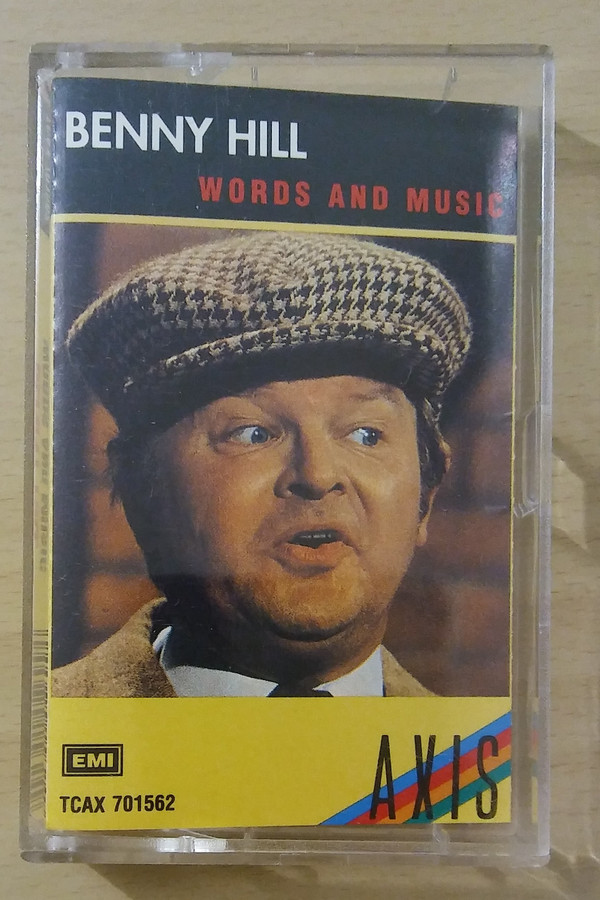 BENNY HILL
WORDS AND MUSIC
EMI
AXIS
TCAX 701562